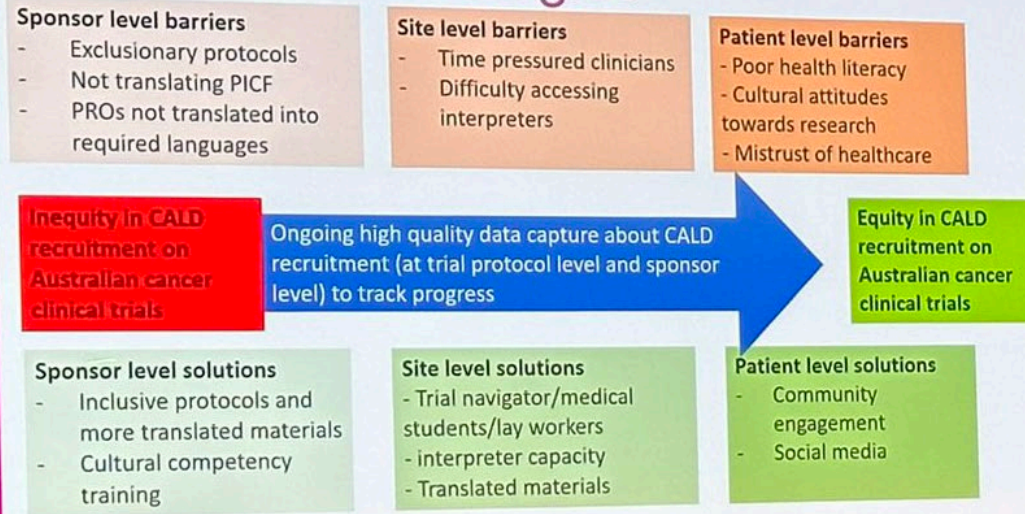 Sponsor level barriers
- Exclusionary protocols
- Not translating PICF
- PROs not translated into
required languages
Site level barriers
- Time pressured clinicians
- Difficulty accessing
interpreters
Patient level barriers
- Poor health literacy
- Cultural attitudes
towards research
- Mistrust of healthcare
Inequity in CALD
recruitment on
Australian cancer
clinical trials
Ongoing high quality data capture about CALD
recruitment (at trial protocol level and sponsor
level) to track progress
Equity in CALD
recruitment on
Australian cancer
clinical trials
Sponsor level solutions
- Inclusive protocols and
more translated materials
- Cultural competency
training
Site level solutions
- Trial navigator/medical
students/lay workers
- interpreter capacity
- Translated materials
Patient level solutions
- Community
engagement
- Social media